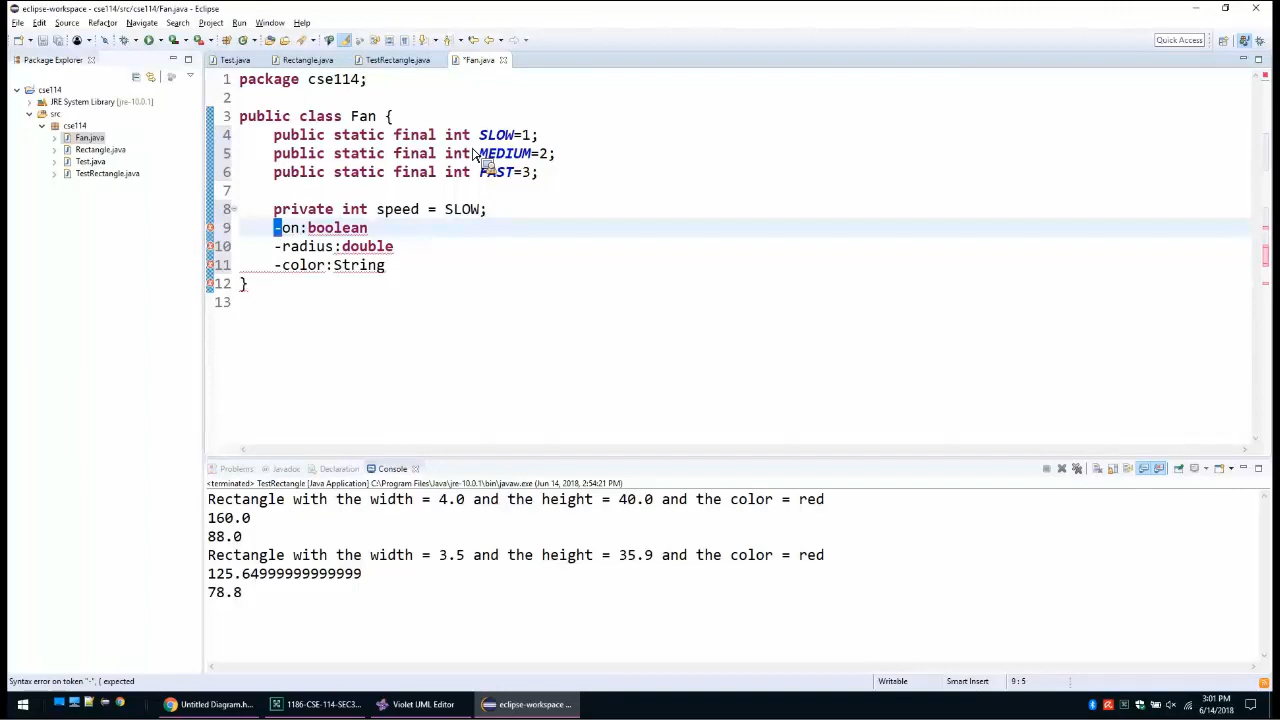 eclipse-workspace - cse114/src/cse114/Fan.java - Eclipse
File Edit Source Refactor Navigate Search Project Run Window Help
Quick Access
Package Explorer
Test.java Rectangle.java TestRectangle.java *Fan.java
cse114
JRE System Library [jre-10.0.1]
src
cse114
Fan.java
Rectangle.java
Test.java
TestRectangle.java
1 package cse114;
2
3 public class Fan {
4 public static final int SLOW=1;
5 public static final int MEDIUM=2;
6 public static final int FAST=3;
7
8 private int speed = SLOW;
9 -on:boolean
10 -radius:double
11 -color:String
12 }
13
Problems Javadoc Declaration Console
<terminated> TestRectangle [Java Application] C:\Program Files\Java\jre-10.0.1\bin\javaw.exe (Jun 14, 2018, 2:54:21 PM)
Rectangle with the width = 4.0 and the height = 40.0 and the color = red
160.0
88.0
Rectangle with the width = 3.5 and the height = 35.9 and the color = red
125.64999999999999
78.8
Syntax error on token "-", { expected
Writable Smart Insert 9 : 5
Untitled Diagram.h... 1186-CSE-114-SEC3... Violet UML Editor eclipse-workspace ...
3:01 PM
6/14/2018